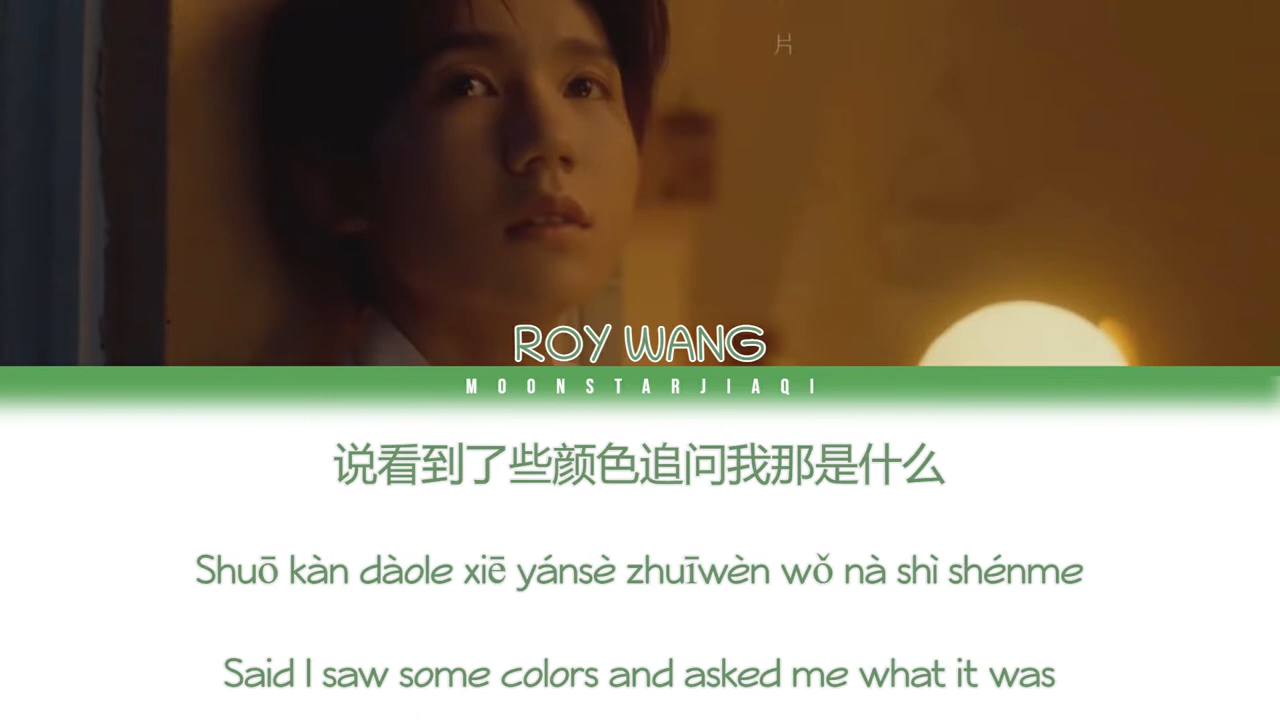 片
ROY WANG
MOONSTARJIAQI
说看到了些颜色追问我那是什么
Shuō kàn dàole xiē yánsè zhuīwèn wǒ nà shì shénme
Said I saw some colors and asked me what it was